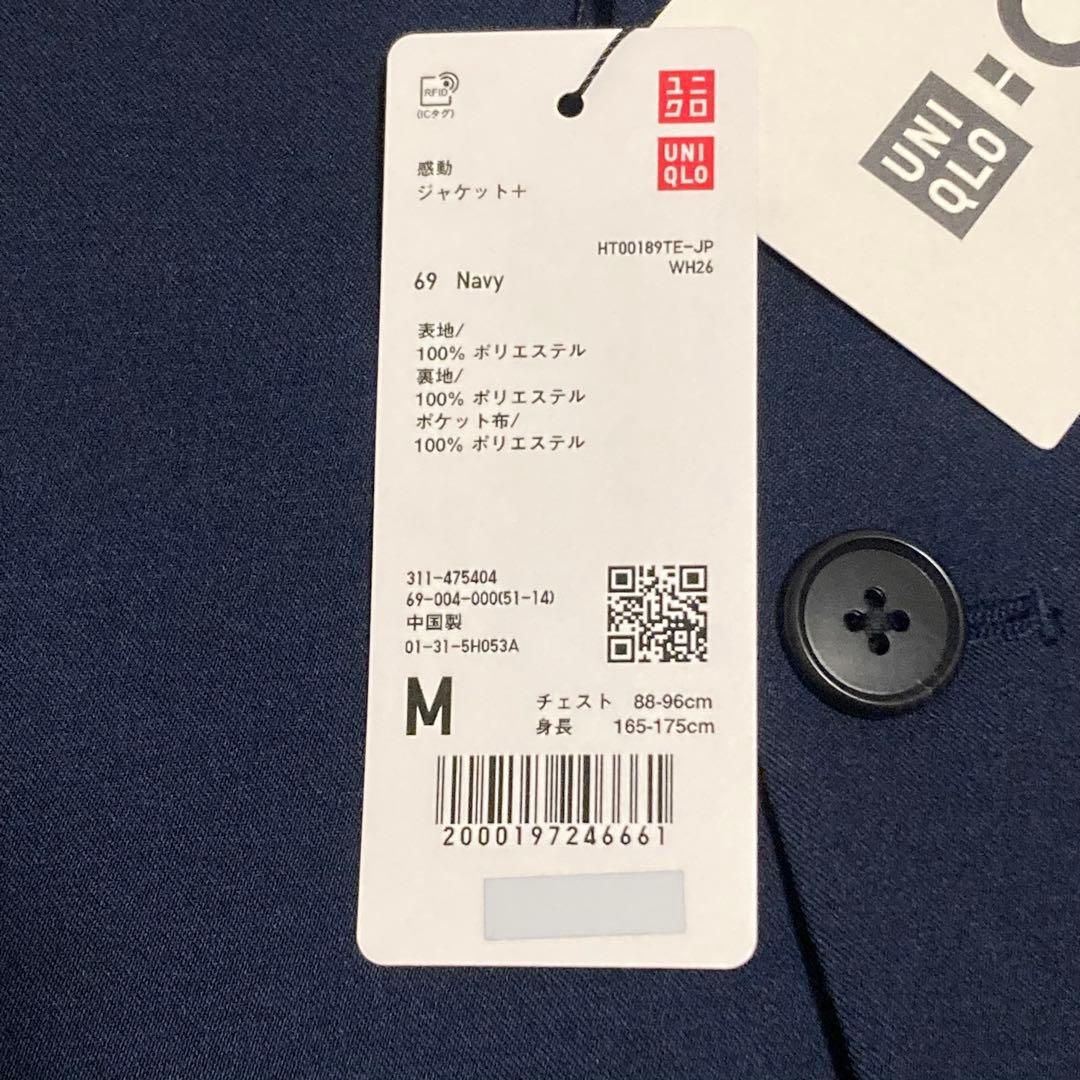 RFID
(ICタグ)
ユニ
クロ
UNI
QLO
感動
ジャケット＋
HT00189TE-JP
WH26
69 Navy
表地/
100% ポリエステル
裏地/
100% ポリエステル
ポケット布/
100% ポリエステル
311-475404
69-004-000(51-14)
中国製
01-31-5H053A
M
チェスト 88-96cm
身長 165-175cm
2000197246661
UNI
QLO